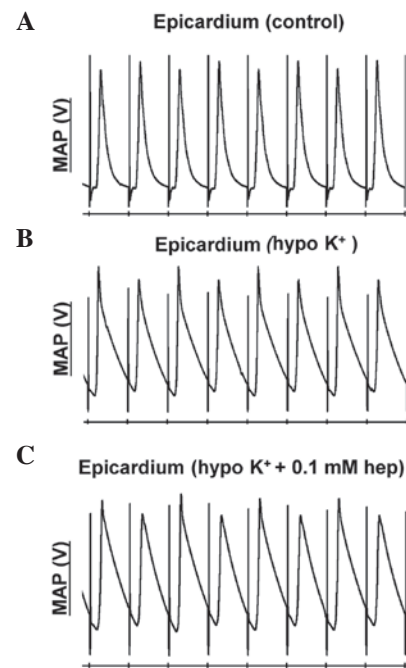 A
Epicardium (control)
MAP (V)
B
Epicardium (hypo K⁺ )
MAP (V)
C
Epicardium (hypo K⁺ + 0.1 mM hep)
MAP (V)